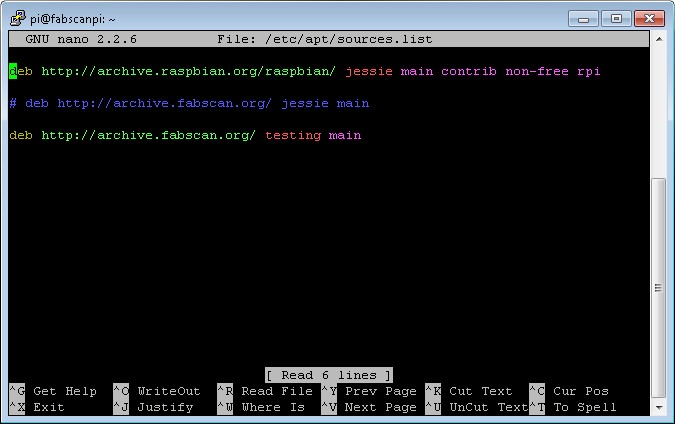 pi@fabscanpi: ~
GNU nano 2.2.6 File: /etc/apt/sources.list
deb http://archive.raspbian.org/raspbian/ jessie main contrib non-free rpi
# deb http://archive.fabscan.org/ jessie main
deb http://archive.fabscan.org/ testing main
[ Read 6 lines ]
^G Get Help ^O WriteOut ^R Read File ^Y Prev Page ^K Cut Text ^C Cur Pos
^X Exit ^J Justify ^W Where Is ^V Next Page ^U UnCut Text ^T To Spell